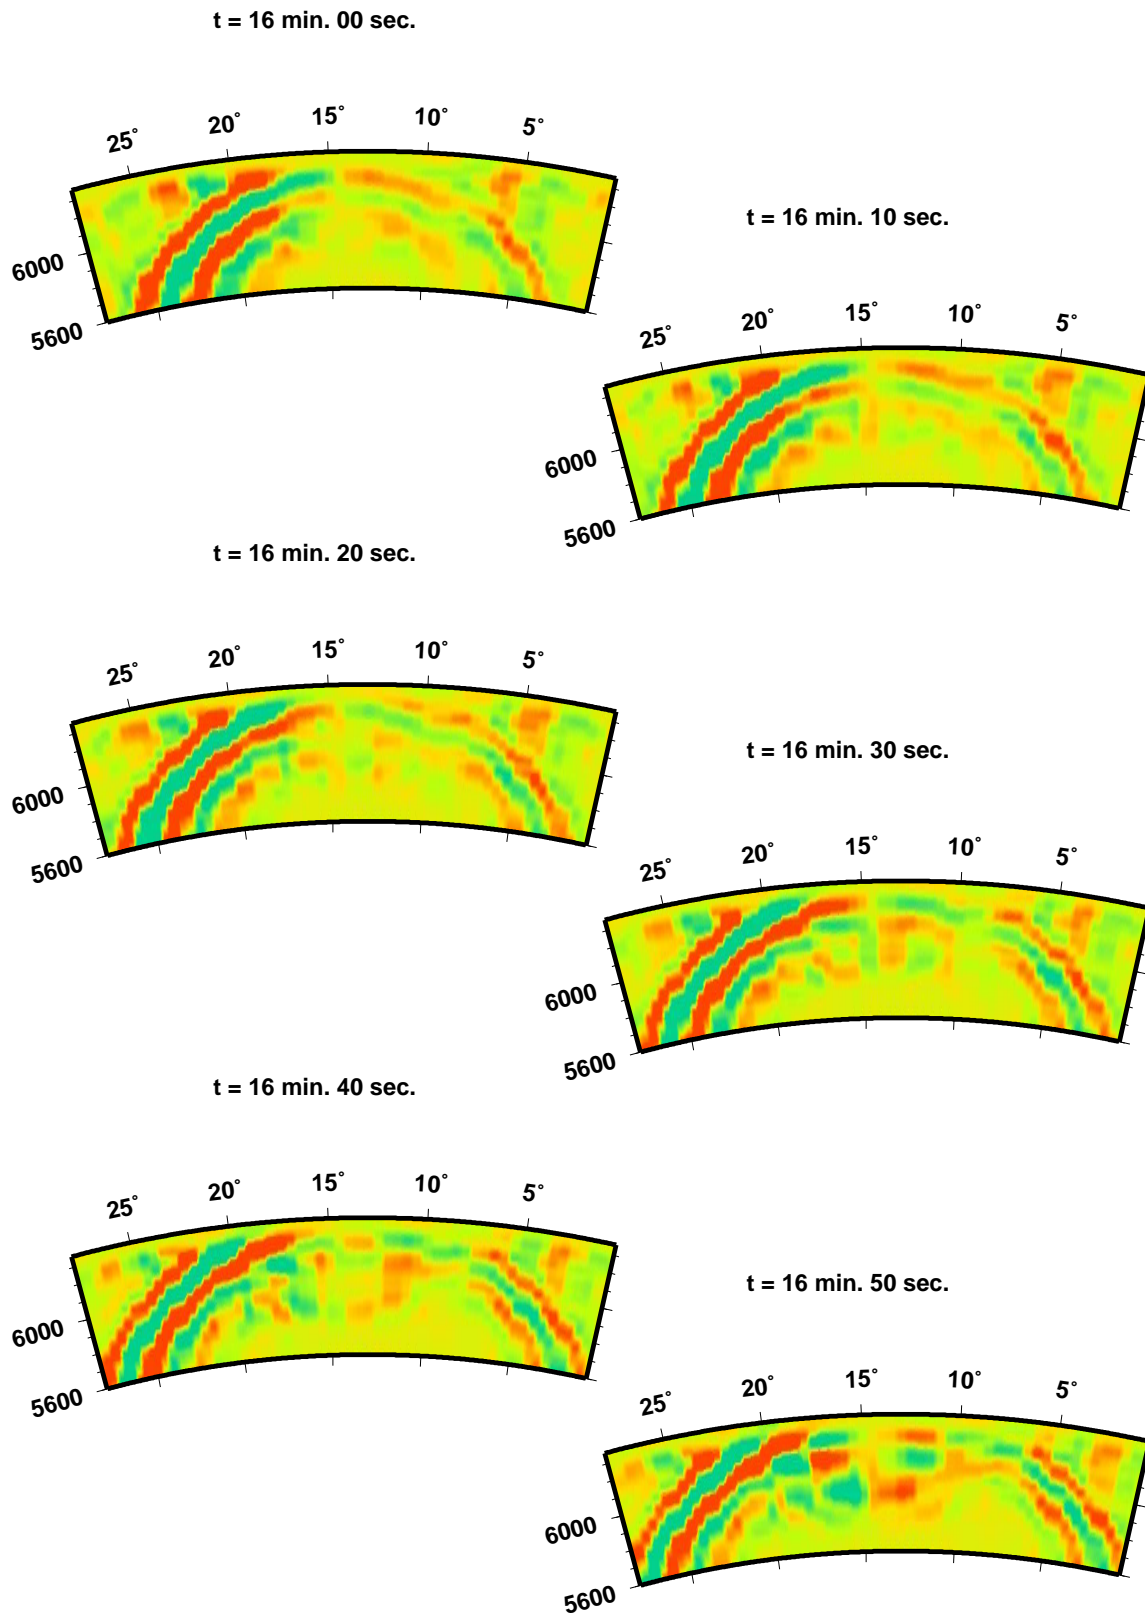 t = 16 min. 00 sec.
25° 20° 15° 10° 5°
6000
5600
t = 16 min. 10 sec.
25° 20° 15° 10° 5°
6000
5600
t = 16 min. 20 sec.
25° 20° 15° 10° 5°
6000
5600
t = 16 min. 30 sec.
25° 20° 15° 10° 5°
6000
5600
t = 16 min. 40 sec.
25° 20° 15° 10° 5°
6000
5600
t = 16 min. 50 sec.
25° 20° 15° 10° 5°
6000
5600